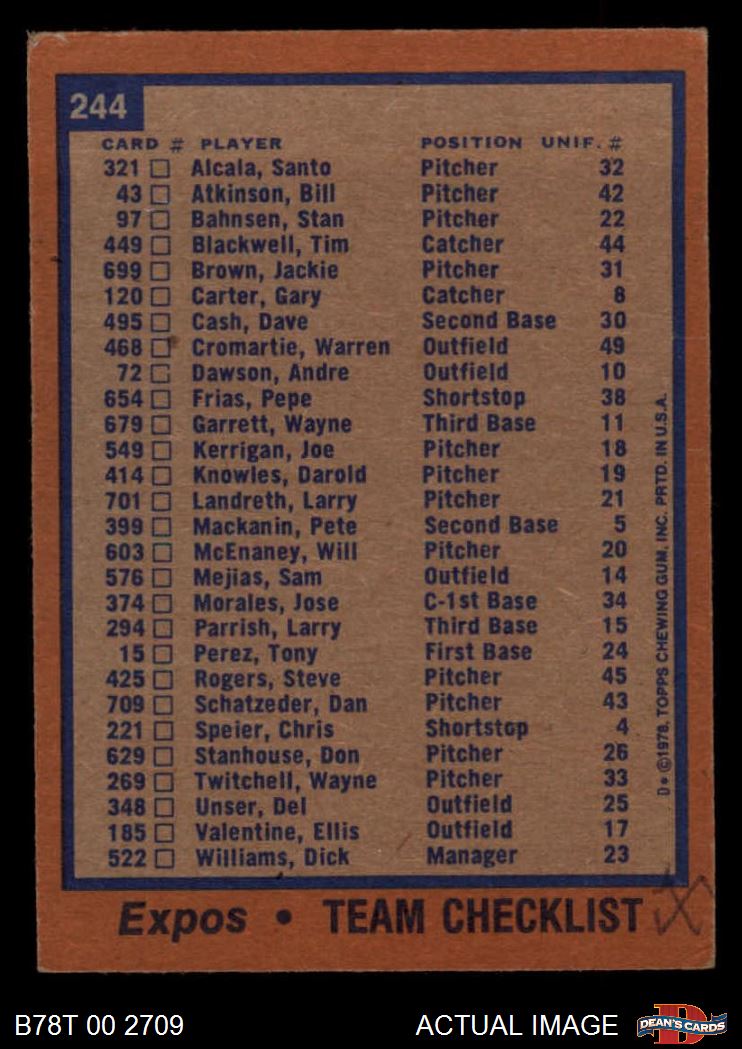 244
CARD # PLAYER POSITION UNIF. #
321 Alcala, Santo Pitcher 32
43 Atkinson, Bill Pitcher 42
97 Bahnsen, Stan Pitcher 22
449 Blackwell, Tim Catcher 44
699 Brown, Jackie Pitcher 31
120 Carter, Gary Catcher 8
495 Cash, Dave Second Base 30
468 Cromartie, Warren Outfield 49
72 Dawson, Andre Outfield 10
654 Frias, Pepe Shortstop 38
679 Garrett, Wayne Third Base 11
549 Kerrigan, Joe Pitcher 18
414 Knowles, Darold Pitcher 19
701 Landreth, Larry Pitcher 21
399 Mackanin, Pete Second Base 5
603 McEnaney, Will Pitcher 20
576 Mejias, Sam Outfield 14
374 Morales, Jose C-1st Base 34
294 Parrish, Larry Third Base 15
15 Perez, Tony First Base 24
425 Rogers, Steve Pitcher 45
709 Schatzeder, Dan Pitcher 43
221 Speier, Chris Shortstop 4
629 Stanhouse, Don Pitcher 26
269 Twitchell, Wayne Pitcher 33
348 Unser, Del Outfield 25
185 Valentine, Ellis Outfield 17
522 Williams, Dick Manager 23
D* ©1978, TOPPS CHEWING GUM, INC. PRTD. IN U.S.A.
Expos • TEAM CHECKLIST
B78T 00 2709 ACTUAL IMAGE
DEAN'S CARDS